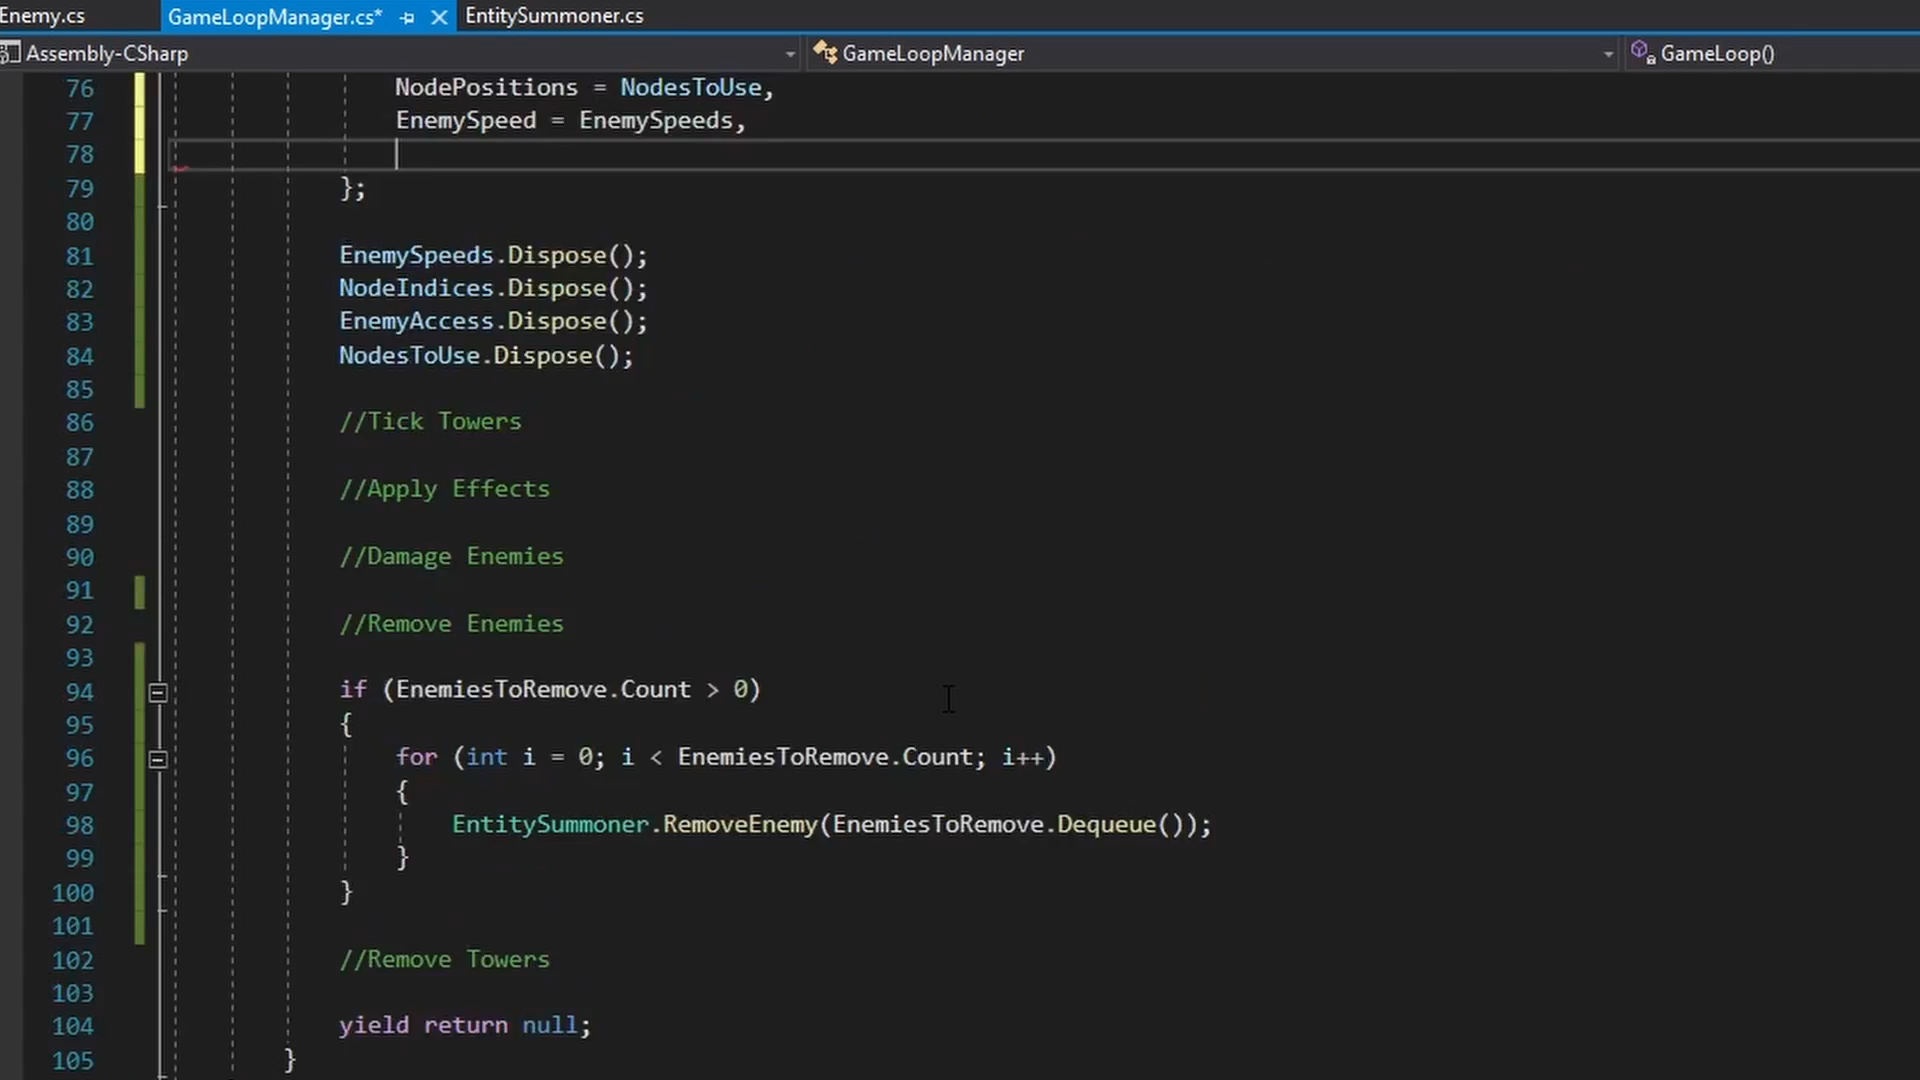 Enemy.cs GameLoopManager.cs* EntitySummoner.cs
Assembly-CSharp GameLoopManager GameLoop()
76 NodePositions = NodesToUse,
77 EnemySpeed = EnemySpeeds,
78
79 };
80
81 EnemySpeeds.Dispose();
82 NodeIndices.Dispose();
83 EnemyAccess.Dispose();
84 NodesToUse.Dispose();
85
86 //Tick Towers
87
88 //Apply Effects
89
90 //Damage Enemies
91
92 //Remove Enemies
93
94 if (EnemiesToRemove.Count > 0)
95 {
96 for (int i = 0; i < EnemiesToRemove.Count; i++)
97 {
98 EntitySummoner.RemoveEnemy(EnemiesToRemove.Dequeue());
99 }
100 }
101
102 //Remove Towers
103
104 yield return null;
105 }